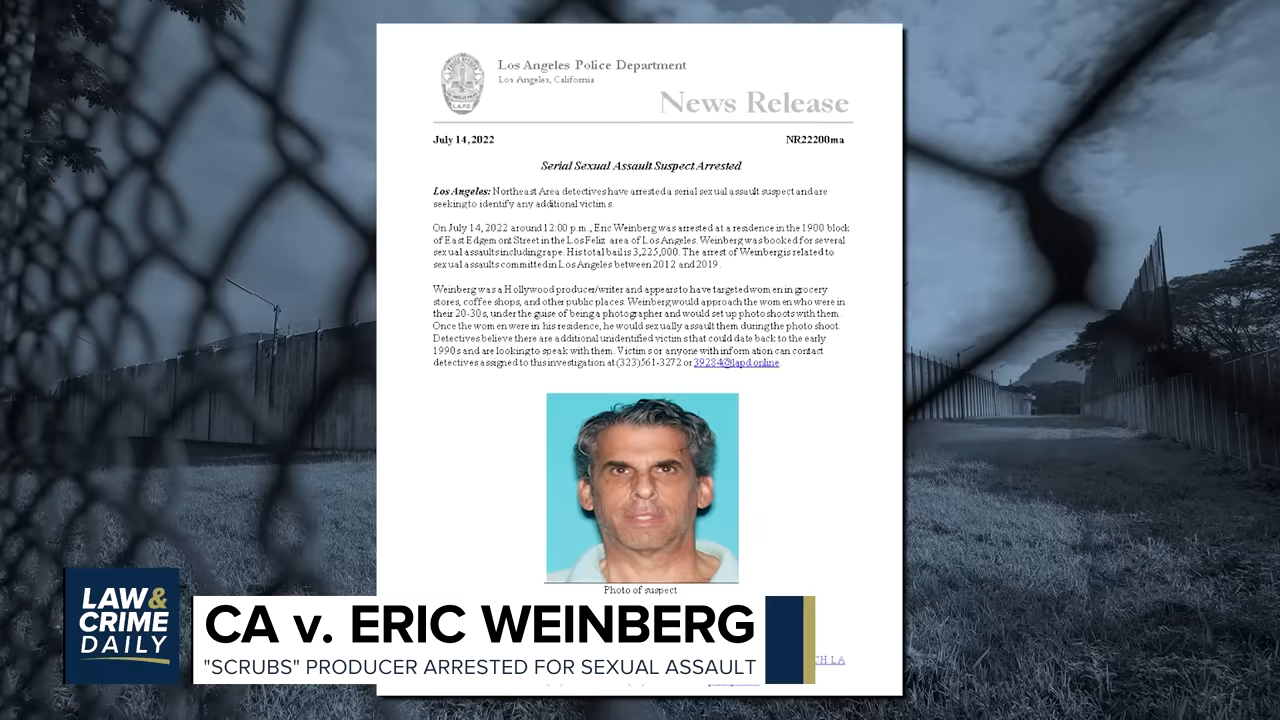 Los Angeles Police Department
Los Angeles, California
News Release
July 14, 2022 NR22200ma
Serial Sexual Assault Suspect Arrested
Los Angeles: Northeast Area detectives have arrested a serial sexual assault suspect and are
seeking to identify any additional victims.
On July 14, 2022 around 12:00 p.m., Eric Weinberg was arrested at a residence in the 1900 block
of East Edgemont Street in the Los Feliz area of Los Angeles. Weinberg was booked for several
sexual assaults including rape. His total bail is 3,225,000. The arrest of Weinberg is related to
sexual assaults committed in Los Angeles between 2012 and 2019.
Weinberg was a Hollywood producer/writer and appears to have targeted women in grocery
stores, coffee shops, and other public places. Weinberg would approach the women who were in
their 20-30s, under the guise of being a photographer and would set up photo shoots with them.
Once the women were in his residence, he would sexually assault them during the photo shoot.
Detectives believe there are additional unidentified victims that could date back to the early
1990s and are looking to speak with them. Victims or anyone with information can contact
detectives assigned to this investigation at (323)561-3272 or 39284@lapd.online.
Photo of suspect
LAW&
CRIME
DAILY
CA v. ERIC WEINBERG
"SCRUBS" PRODUCER ARRESTED FOR SEXUAL ASSAULT
LA